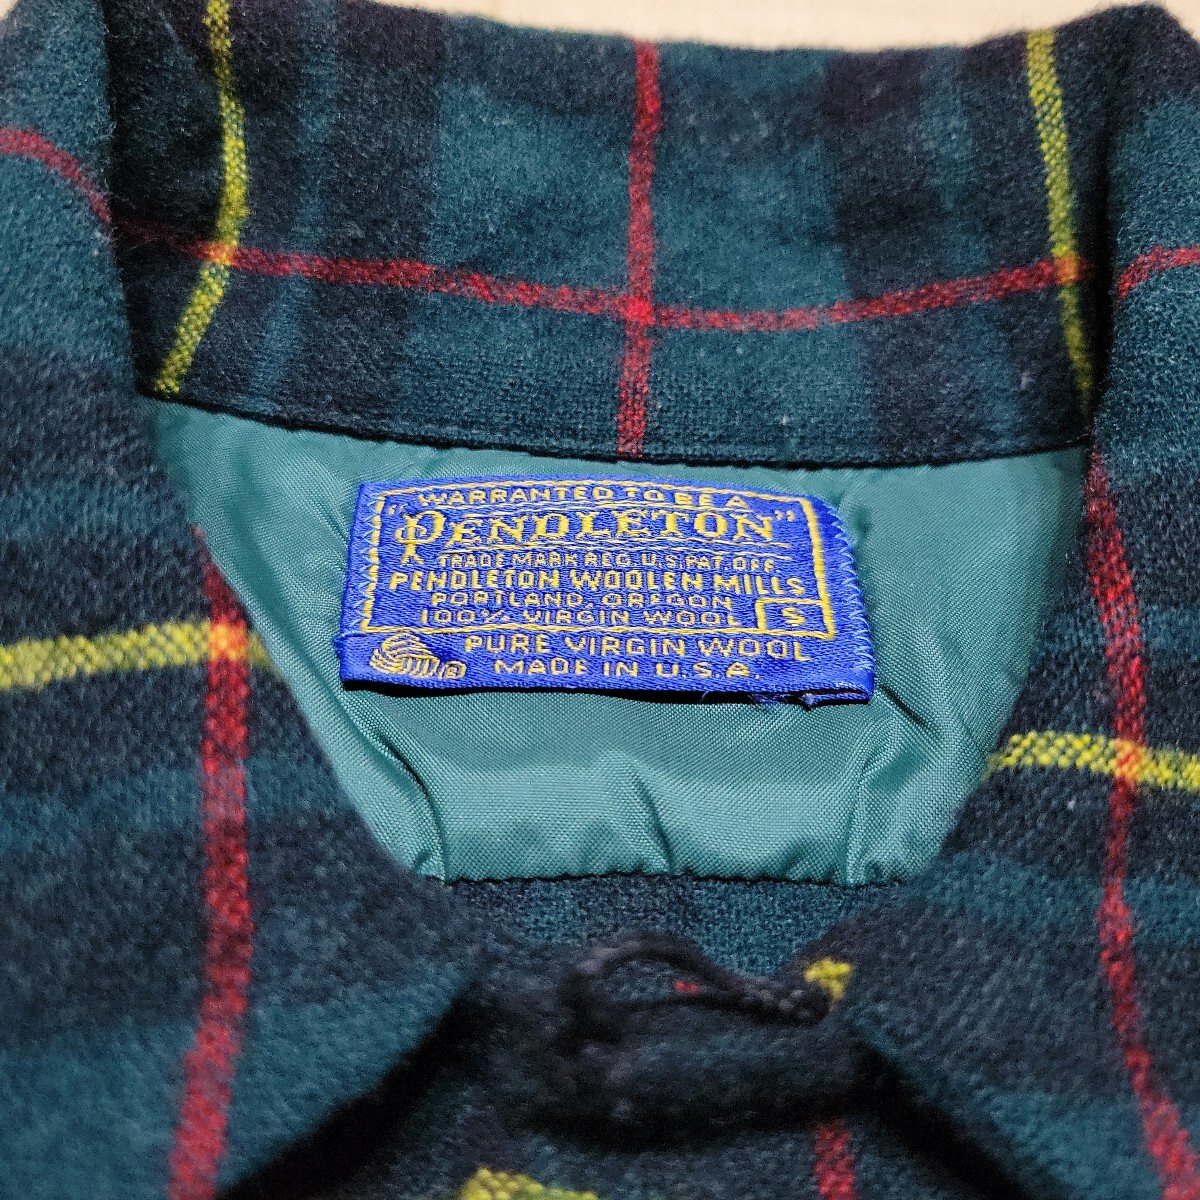 WARRANTED TO BE A
"PENDLETON"
TRADE MARK REG. U.S. PAT. OFF.
PENDLETON WOOLEN MILLS
PORTLAND, OREGON
100% VIRGIN WOOL S
PURE VIRGIN WOOL
® MADE IN U.S.A.